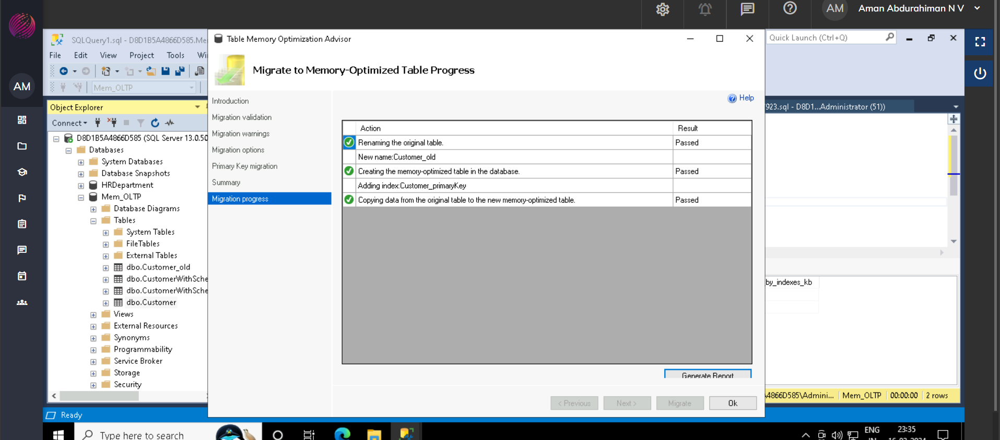 AM
Aman Abdurahiman N V
AM
SQLQuery1.sql - D8D1B5A4866D585.Me
Quick Launch (Ctrl+Q)
File Edit View Project Tools Wi
Mem_OLTP
Object Explorer
Connect
D8D1B5A4866D585 (SQL Server 13.0.50
Databases
System Databases
Database Snapshots
HRDepartment
Mem_OLTP
Database Diagrams
Tables
System Tables
FileTables
External Tables
dbo.Customer_old
dbo.CustomerWithSche
dbo.CustomerWithSche
dbo.Customer
Views
External Resources
Synonyms
Programmability
Service Broker
Storage
Security
Table Memory Optimization Advisor
Migrate to Memory-Optimized Table Progress
Introduction
Migration validation
Migration warnings
Migration options
Primary Key migration
Summary
Migration progress
Help
Action Result
Renaming the original table. Passed
New name:Customer_old
Creating the memory-optimized table in the database. Passed
Adding index:Customer_primaryKey
Copying data from the original table to the new memory-optimized table. Passed
Generate Report
< Previous Next > Migrate Ok
923.sql - D8D1...Administrator (51))
by_indexes_kb
4866D585\Admini... Mem_OLTP 00:00:00 2 rows
Ready
Type here to search
ENG
23:35